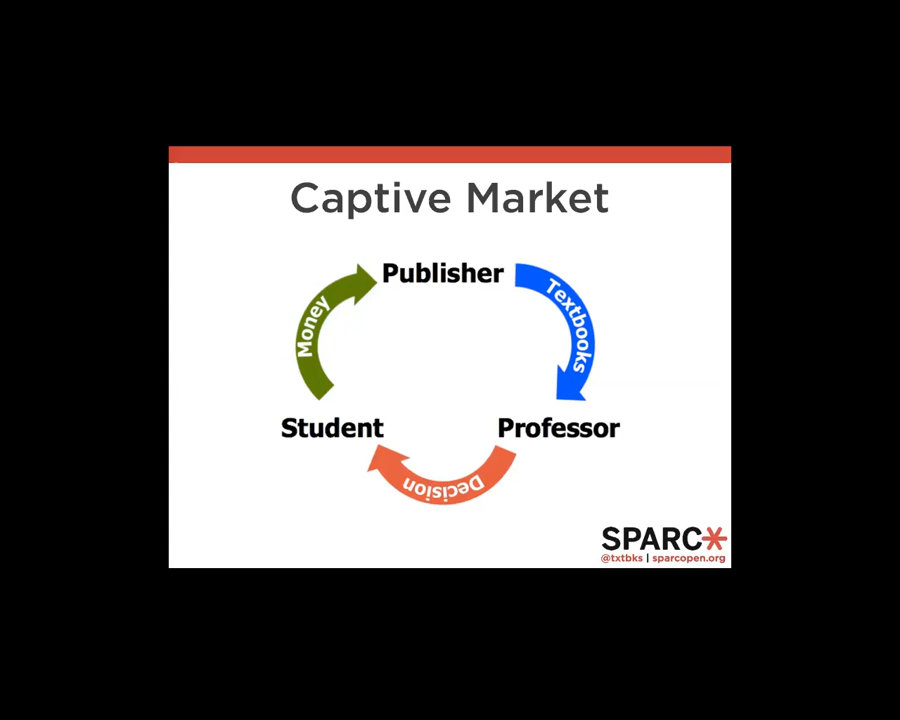 Captive Market
Publisher
Money
Textbooks
Student
Professor
Decision
SPARC
@txtbks | sparcopen.org